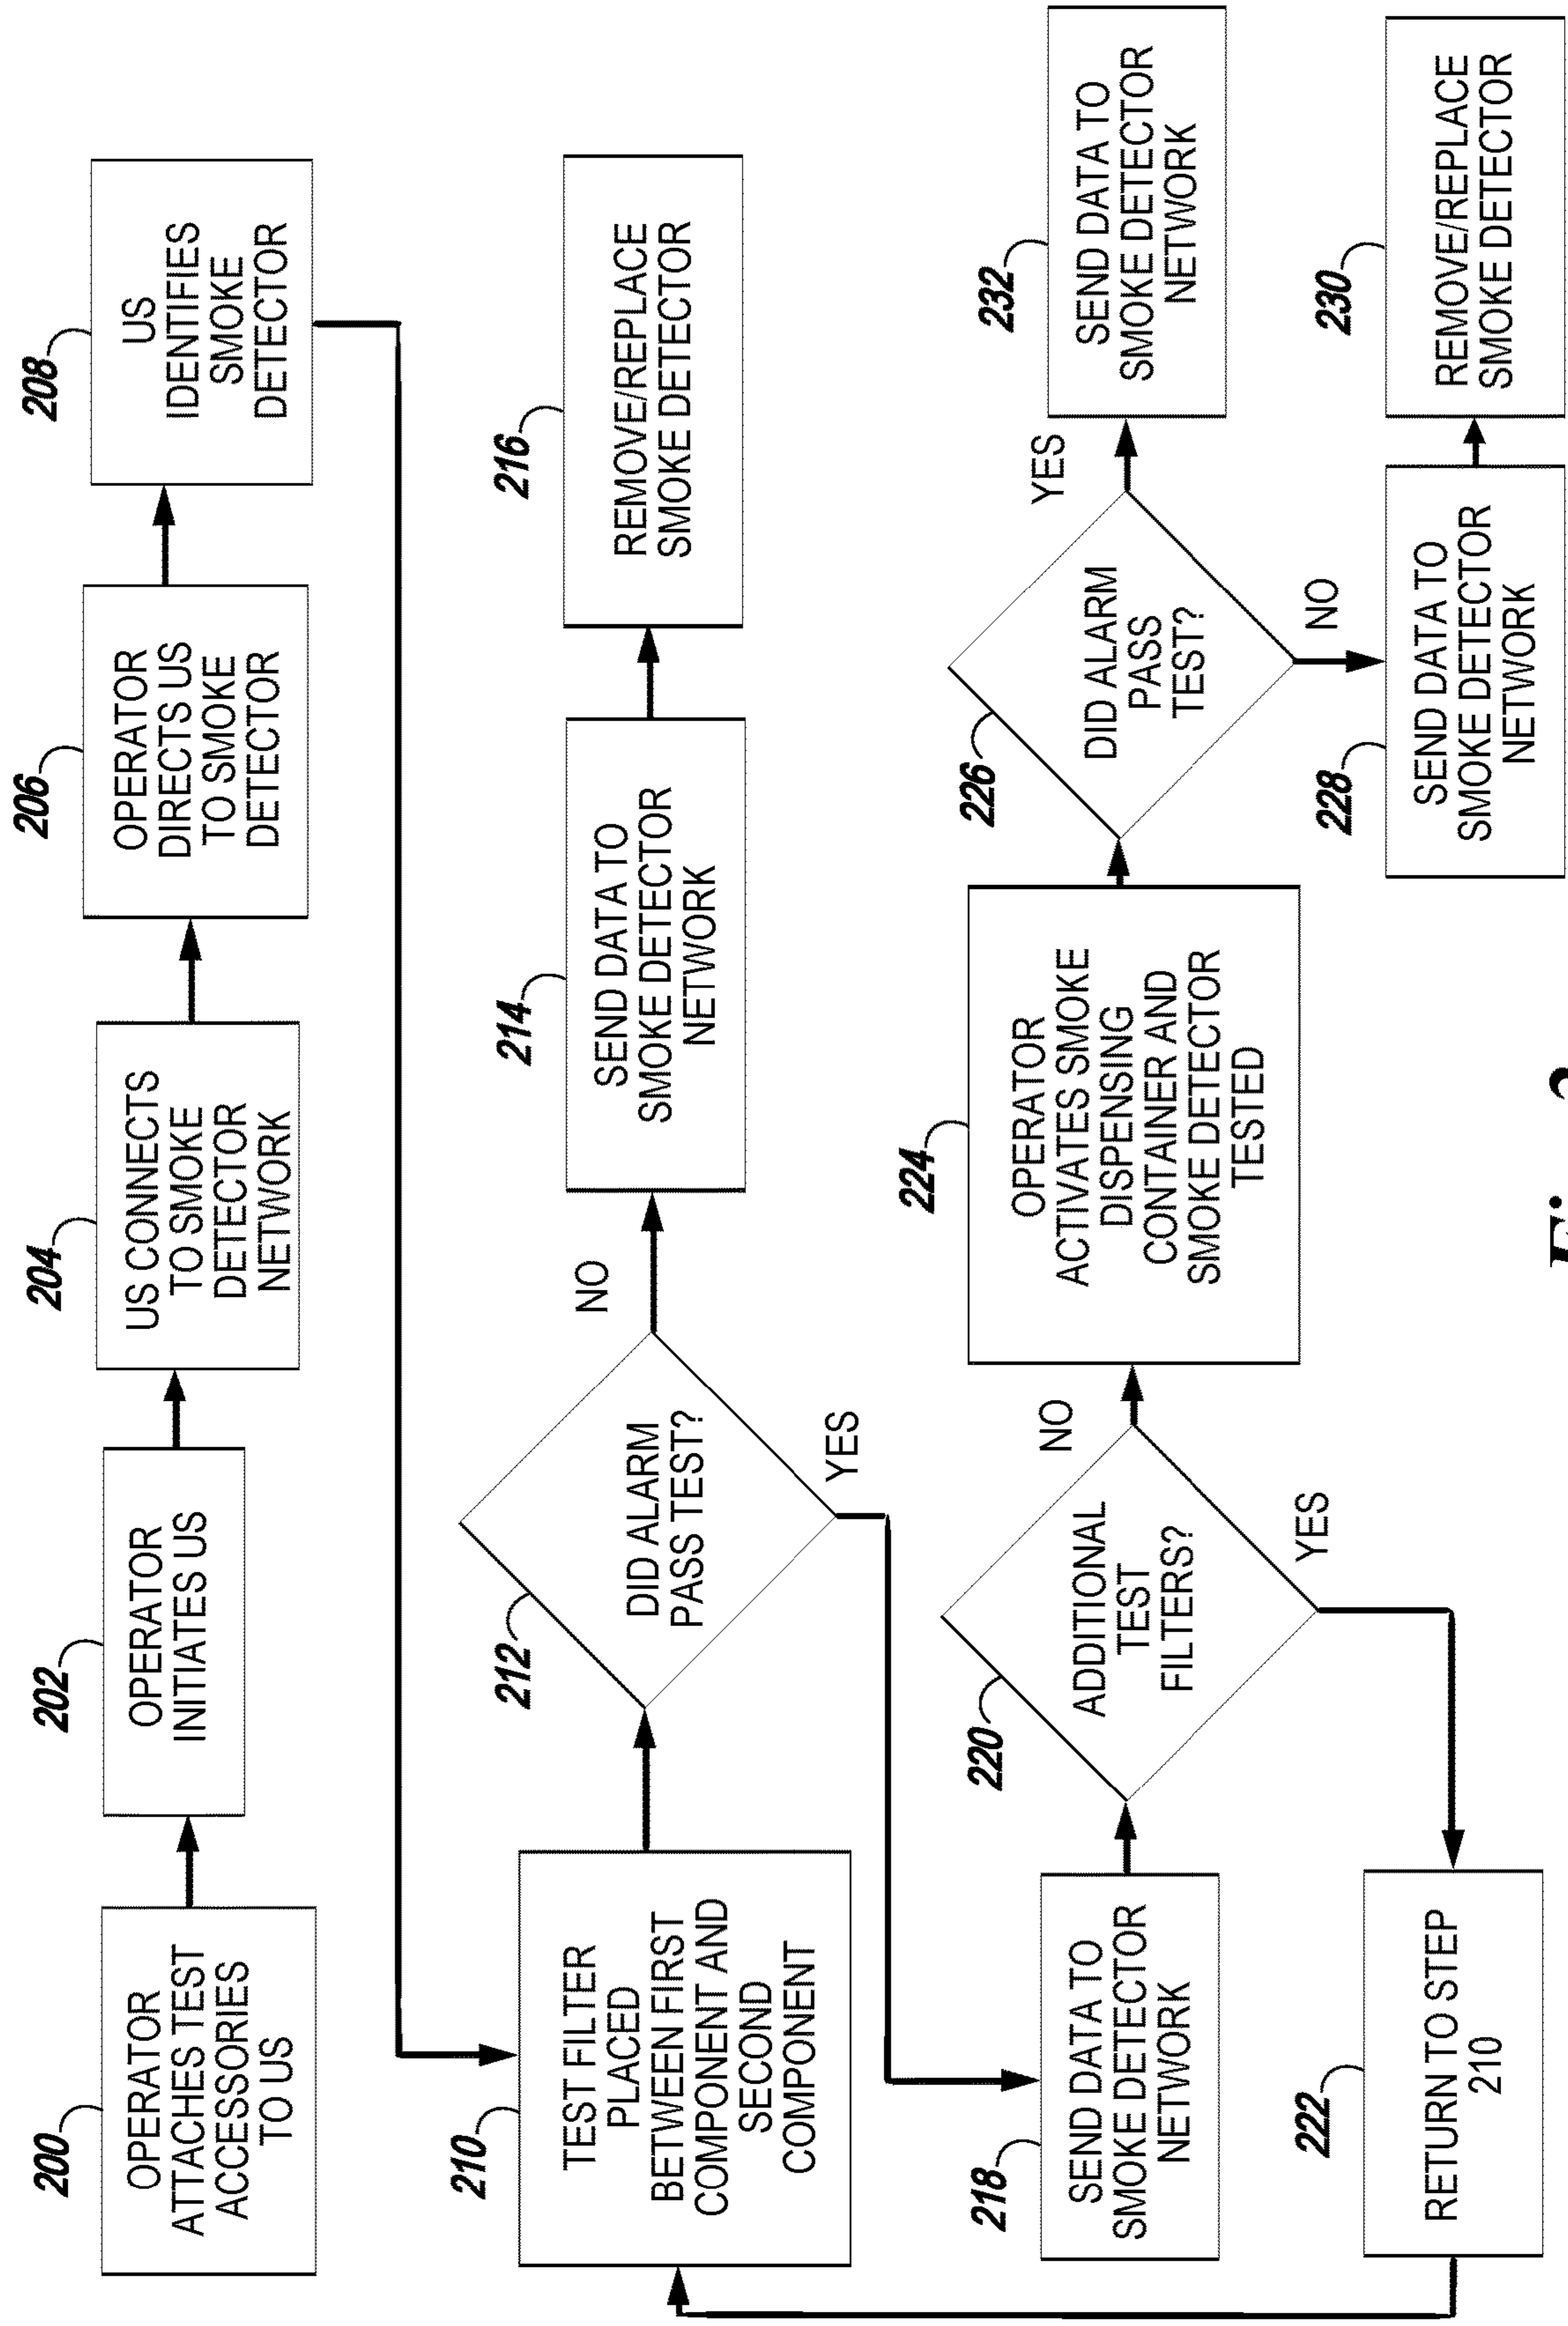 200
OPERATOR
ATTACHES TEST
ACCESSORIES
TO US
202
OPERATOR
INITIATES US
204
US CONNECTS
TO SMOKE
DETECTOR
NETWORK
206
OPERATOR
DIRECTS US
TO SMOKE
DETECTOR
208
US
IDENTIFIES
SMOKE
DETECTOR
210
TEST FILTER
PLACED
BETWEEN FIRST
COMPONENT AND
SECOND
COMPONENT
212
DID ALARM
PASS TEST?
NO
YES
214
SEND DATA TO
SMOKE DETECTOR
NETWORK
216
REMOVE/REPLACE
SMOKE DETECTOR
218
SEND DATA TO
SMOKE DETECTOR
NETWORK
220
ADDITIONAL
TEST
FILTERS?
NO
YES
222
RETURN TO STEP
210
224
OPERATOR
ACTIVATES SMOKE
DISPENSING
CONTAINER AND
SMOKE DETECTOR
TESTED
226
DID ALARM
PASS
TEST?
YES
NO
232
SEND DATA TO
SMOKE DETECTOR
NETWORK
228
SEND DATA TO
SMOKE DETECTOR
NETWORK
230
REMOVE/REPLACE
SMOKE DETECTOR